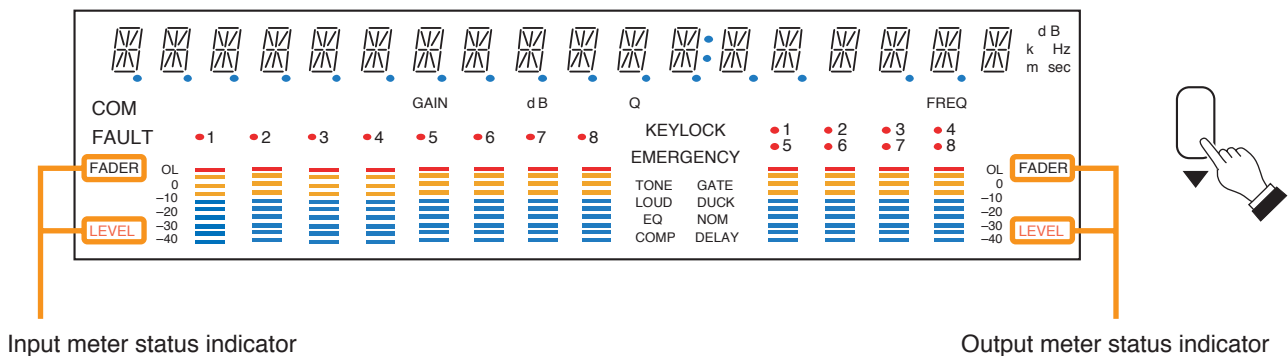 d B
k Hz
m sec
COM GAIN d B Q FREQ
FAULT 1 2 3 4 5 6 7 8 KEYLOCK 1 2 3 4
5 6 7 8
EMERGENCY
FADER OL OL FADER
0 TONE GATE 0
–10 LOUD DUCK –10
–20 EQ NOM –20
LEVEL –30 –30 LEVEL
–40 COMP DELAY –40
Input meter status indicator Output meter status indicator